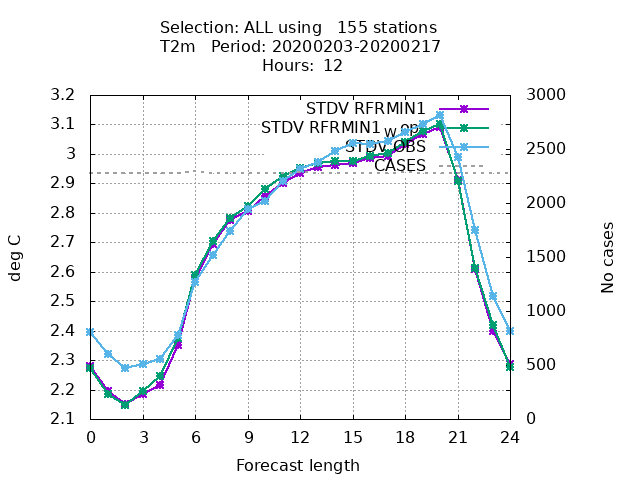 Selection: ALL using   155 stations
T2m   Period: 20200203-20200217
Hours:  12
3.2
3.1
3
2.9
2.8
2.7
2.6
2.5
2.4
2.3
2.2
2.1
3000
2500
2000
1500
1000
500
0
STDV RFRMIN1
STDV RFRMIN1 w op
STDV OBS
CASES
deg C
No cases
0 3 6 9 12 15 18 21 24
Forecast length